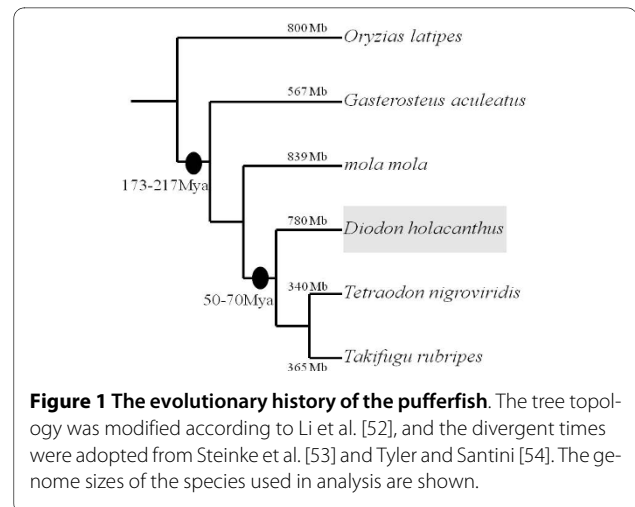 800 Mb
Oryzias latipes
567 Mb
Gasterosteus aculeatus
173-217Mya
839 Mb
mola mola
780 Mb
Diodon holacanthus
50-70Mya
340 Mb
Tetraodon nigroviridis
365 Mb
Takifugu rubripes
Figure 1 The evolutionary history of the pufferfish. The tree topol-
ogy was modified according to Li et al. [52], and the divergent times
were adopted from Steinke et al. [53] and Tyler and Santini [54]. The ge-
nome sizes of the species used in analysis are shown.